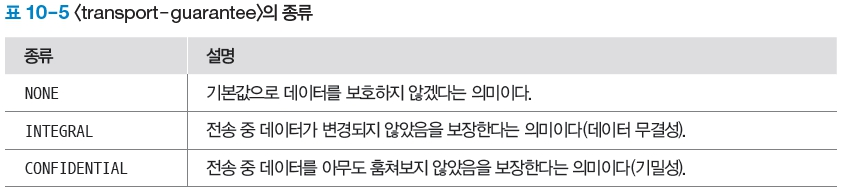 표 10-5 <transport-guarantee>의 종류
종류 설명
NONE 기본값으로 데이터를 보호하지 않겠다는 의미이다.
INTEGRAL 전송 중 데이터가 변경되지 않았음을 보장한다는 의미이다(데이터 무결성).
CONFIDENTIAL 전송 중 데이터를 아무도 훔쳐보지 않았음을 보장한다는 의미이다(기밀성).